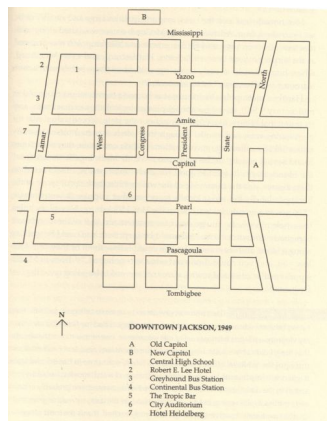 B
Mississippi
2
1
North
Yazoo
3
Amite
7
Lamar
West
Congress
President
State
Capitol
A
6
Pearl
5
Pascagoula
4
Tombigbee
N
DOWNTOWN JACKSON, 1949
A Old Capitol
B New Capitol
1 Central High School
2 Robert E. Lee Hotel
3 Greyhound Bus Station
4 Continental Bus Station
5 The Tropic Bar
6 City Auditorium
7 Hotel Heidelberg